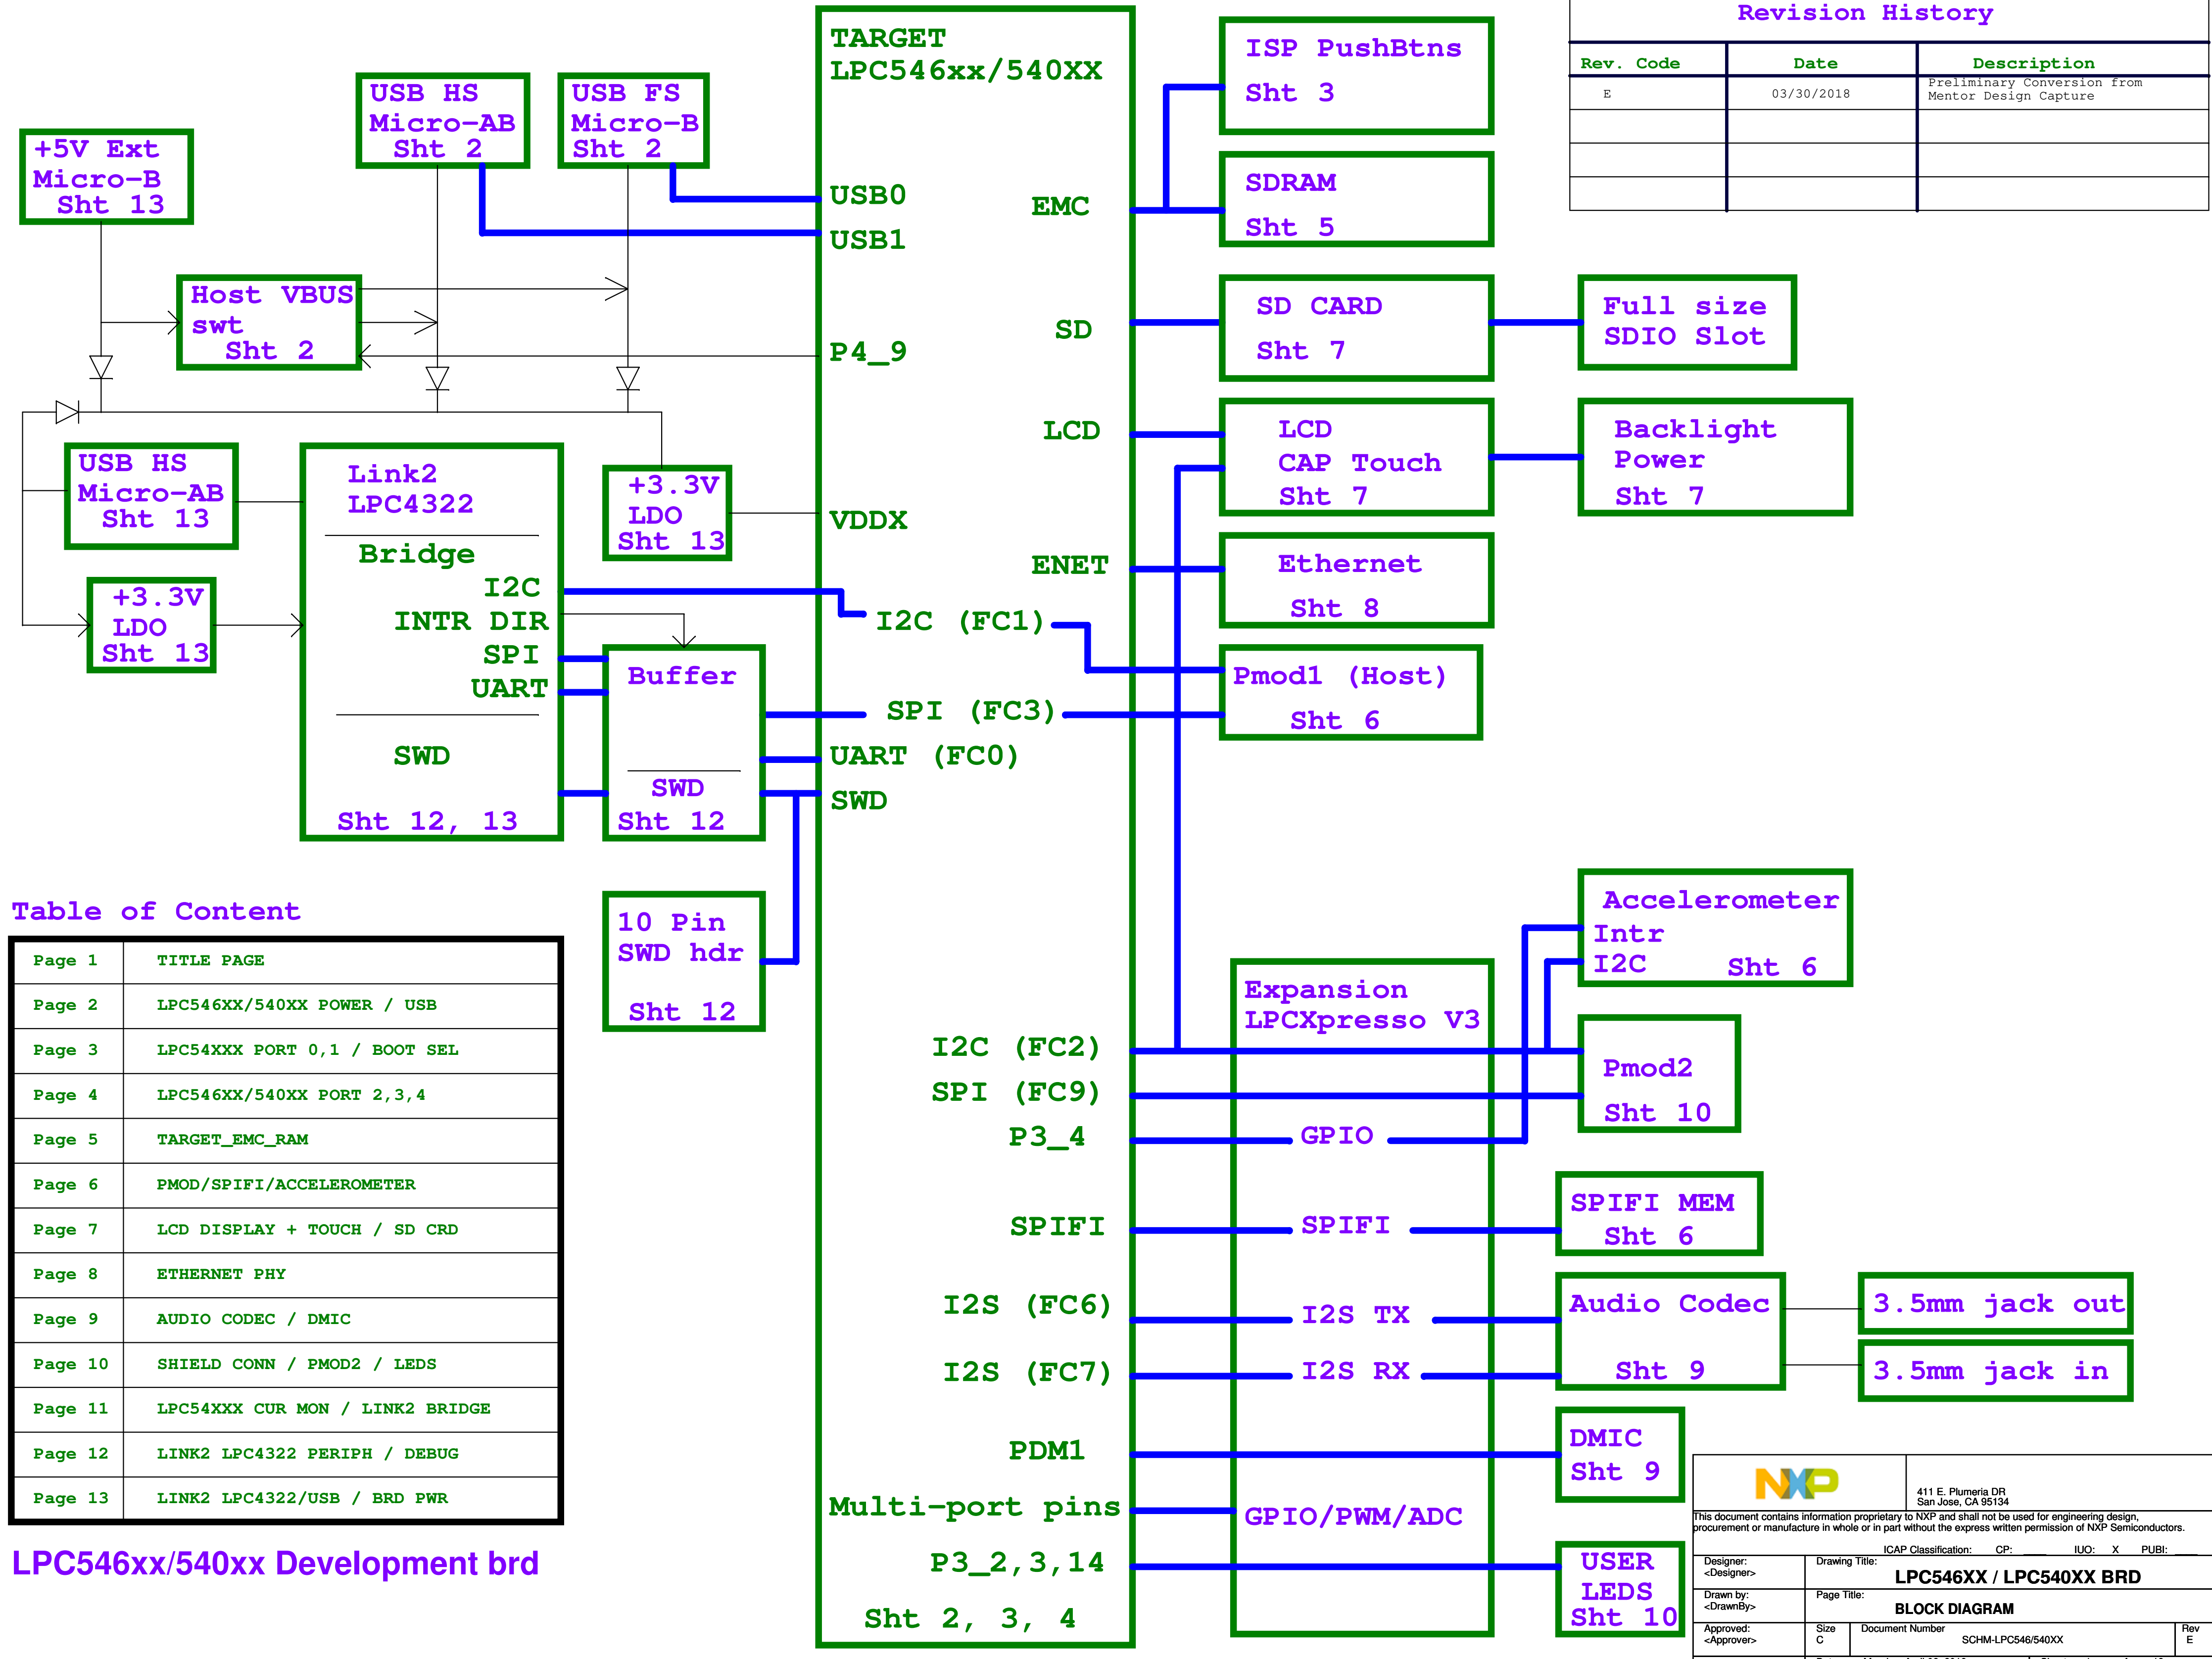 TARGET
LPC546xx/540XX
USB0
USB1
P4_9
VDDX
I2C (FC1)
SPI (FC3)
UART (FC0)
SWD
EMC
SD
LCD
ENET
I2C (FC2)
SPI (FC9)
P3_4
SPIFI
I2S (FC6)
I2S (FC7)
PDM1
Multi-port pins
P3_2,3,14
Sht 2, 3, 4
+5V Ext
Micro-B
Sht 13
USB HS
Micro-AB
Sht 2
USB FS
Micro-B
Sht 2
Host VBUS
swt
Sht 2
USB HS
Micro-AB
Sht 13
+3.3V
LDO
Sht 13
Link2
LPC4322
Bridge
I2C
INTR DIR
SPI
UART
SWD
Sht 12, 13
+3.3V
LDO
Sht 13
Buffer
SWD
Sht 12
10 Pin
SWD hdr
Sht 12
ISP PushBtns
Sht 3
SDRAM
Sht 5
SD CARD
Sht 7
Full size
SDIO Slot
LCD
CAP Touch
Sht 7
Backlight
Power
Sht 7
Ethernet
Sht 8
Pmod1 (Host)
Sht 6
Expansion
LPCXpresso V3
GPIO
SPIFI
I2S TX
I2S RX
GPIO/PWM/ADC
Accelerometer
Intr
I2C Sht 6
Pmod2
Sht 10
SPIFI MEM
Sht 6
Audio Codec
Sht 9
3.5mm jack out
3.5mm jack in
DMIC
Sht 9
USER
LEDS
Sht 10
Revision History
Rev. Code Date Description
E 03/30/2018 Preliminary Conversion from
Mentor Design Capture
Table of Content
Page 1 TITLE PAGE
Page 2 LPC546XX/540XX POWER / USB
Page 3 LPC54XXX PORT 0,1 / BOOT SEL
Page 4 LPC546XX/540XX PORT 2,3,4
Page 5 TARGET_EMC_RAM
Page 6 PMOD/SPIFI/ACCELEROMETER
Page 7 LCD DISPLAY + TOUCH / SD CRD
Page 8 ETHERNET PHY
Page 9 AUDIO CODEC / DMIC
Page 10 SHIELD CONN / PMOD2 / LEDS
Page 11 LPC54XXX CUR MON / LINK2 BRIDGE
Page 12 LINK2 LPC4322 PERIPH / DEBUG
Page 13 LINK2 LPC4322/USB / BRD PWR
LPC546xx/540xx Development brd
NXP
411 E. Plumeria DR
San Jose, CA 95134
This document contains information proprietary to NXP and shall not be used for engineering design,
procurement or manufacture in whole or in part without the express written permission of NXP Semiconductors.
ICAP Classification: CP: ____ IUO: X PUBI: ____
Designer:
<Designer>
Drawing Title:
LPC546XX / LPC540XX BRD
Drawn by:
<DrawnBy>
Page Title:
BLOCK DIAGRAM
Approved:
<Approver>
Size
C
Document Number
SCHM-LPC546/540XX
Rev
E